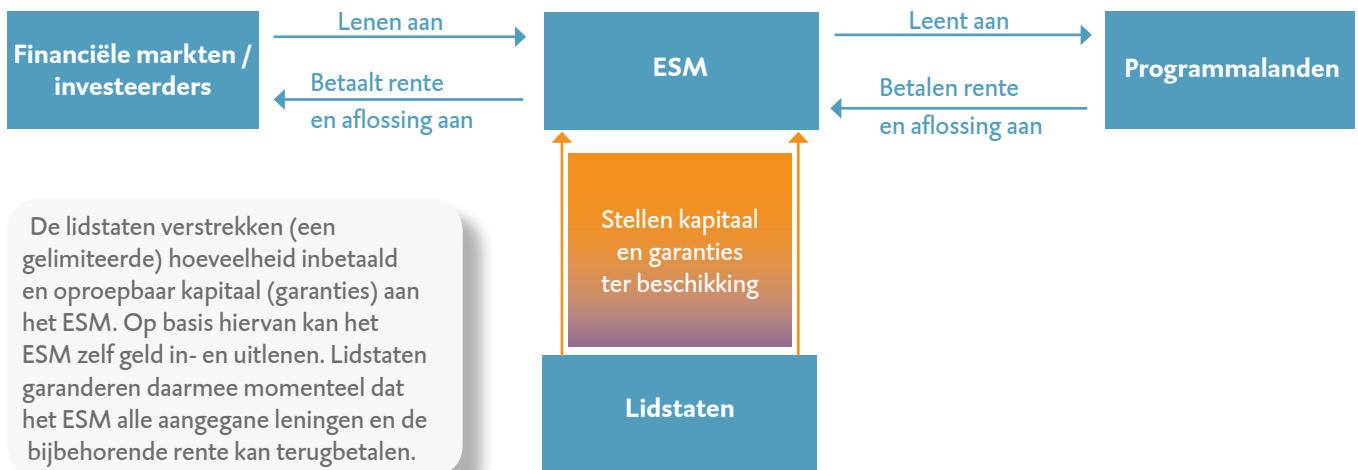 Financiële markten /
investeerders
Lenen aan
Betaalt rente
en aflossing aan
ESM
Leent aan
Betalen rente
en aflossing aan
Programmalanden
Stellen kapitaal
en garanties
ter beschikking
Lidstaten
De lidstaten verstrekken (een
gelimiteerde) hoeveelheid inbetaald
en oproepbaar kapitaal (garanties) aan
het ESM. Op basis hiervan kan het
ESM zelf geld in- en uitlenen. Lidstaten
garanderen daarmee momenteel dat
het ESM alle aangegane leningen en de
bijbehorende rente kan terugbetalen.